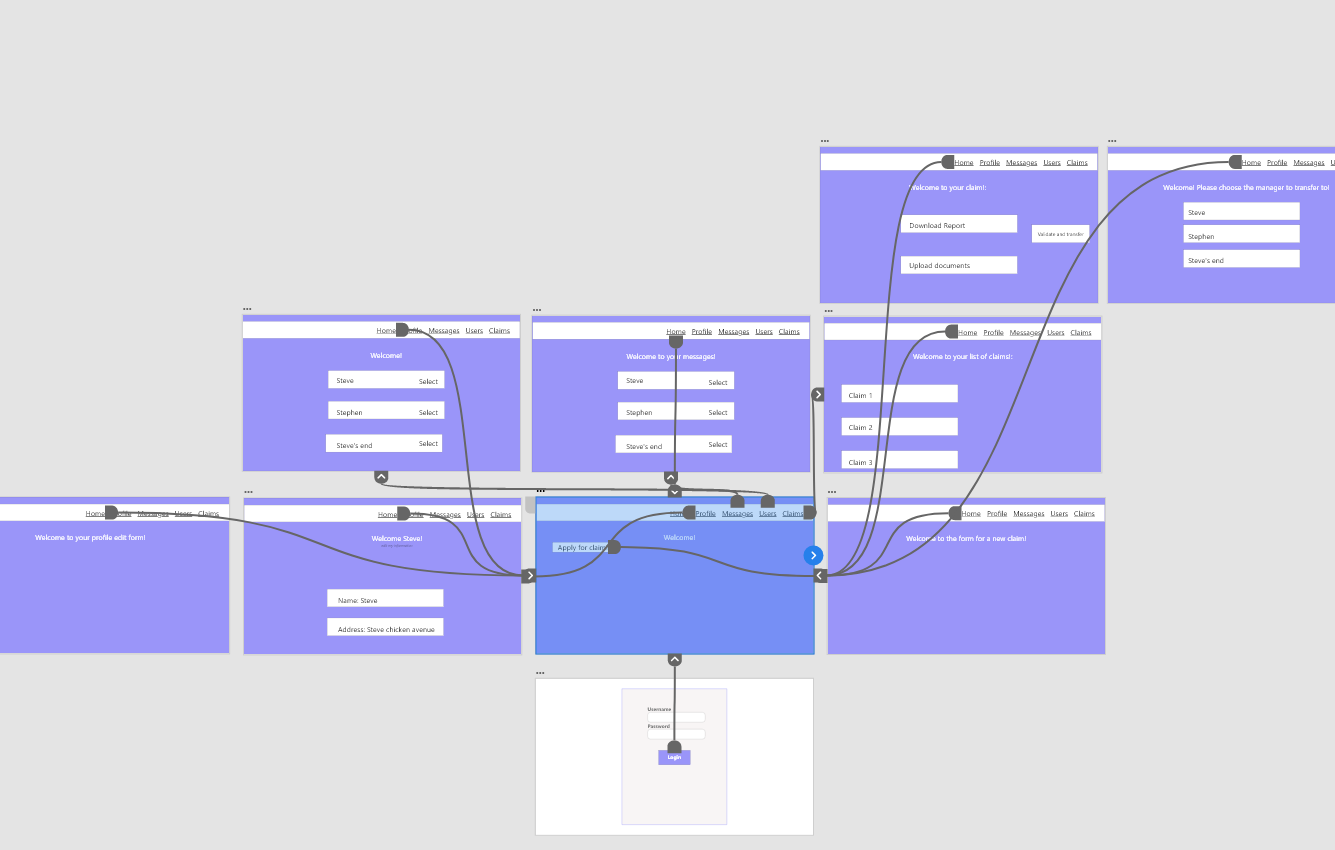 Home Profile Messages Users Claims
Welcome to your claim!:
Download Report
Validate and transfer
Upload documents
Home Profile Messages
Welcome! Please choose the manager to transfer to!
Steve
Stephen
Steve's end
Home Messages Users Claims
Welcome!
Steve Select
Stephen Select
Steve's end Select
Home Profile Messages Users Claims
Welcome to your messages!
Steve Select
Stephen Select
Steve's end Select
Home Profile Messages Users Claims
Welcome to your list of claims!:
Claim 1
Claim 2
Claim 3
Home Messages Users Claims
Welcome to your profile edit form!
Home Messages Users Claims
Welcome Steve!
Name: Steve
Address: Steve chicken avenue
Home Profile Messages Users Claims
Welcome!
Apply for claim
Home Profile Messages Users Claims
Welcome to the form for a new claim!
Username
Password
Login